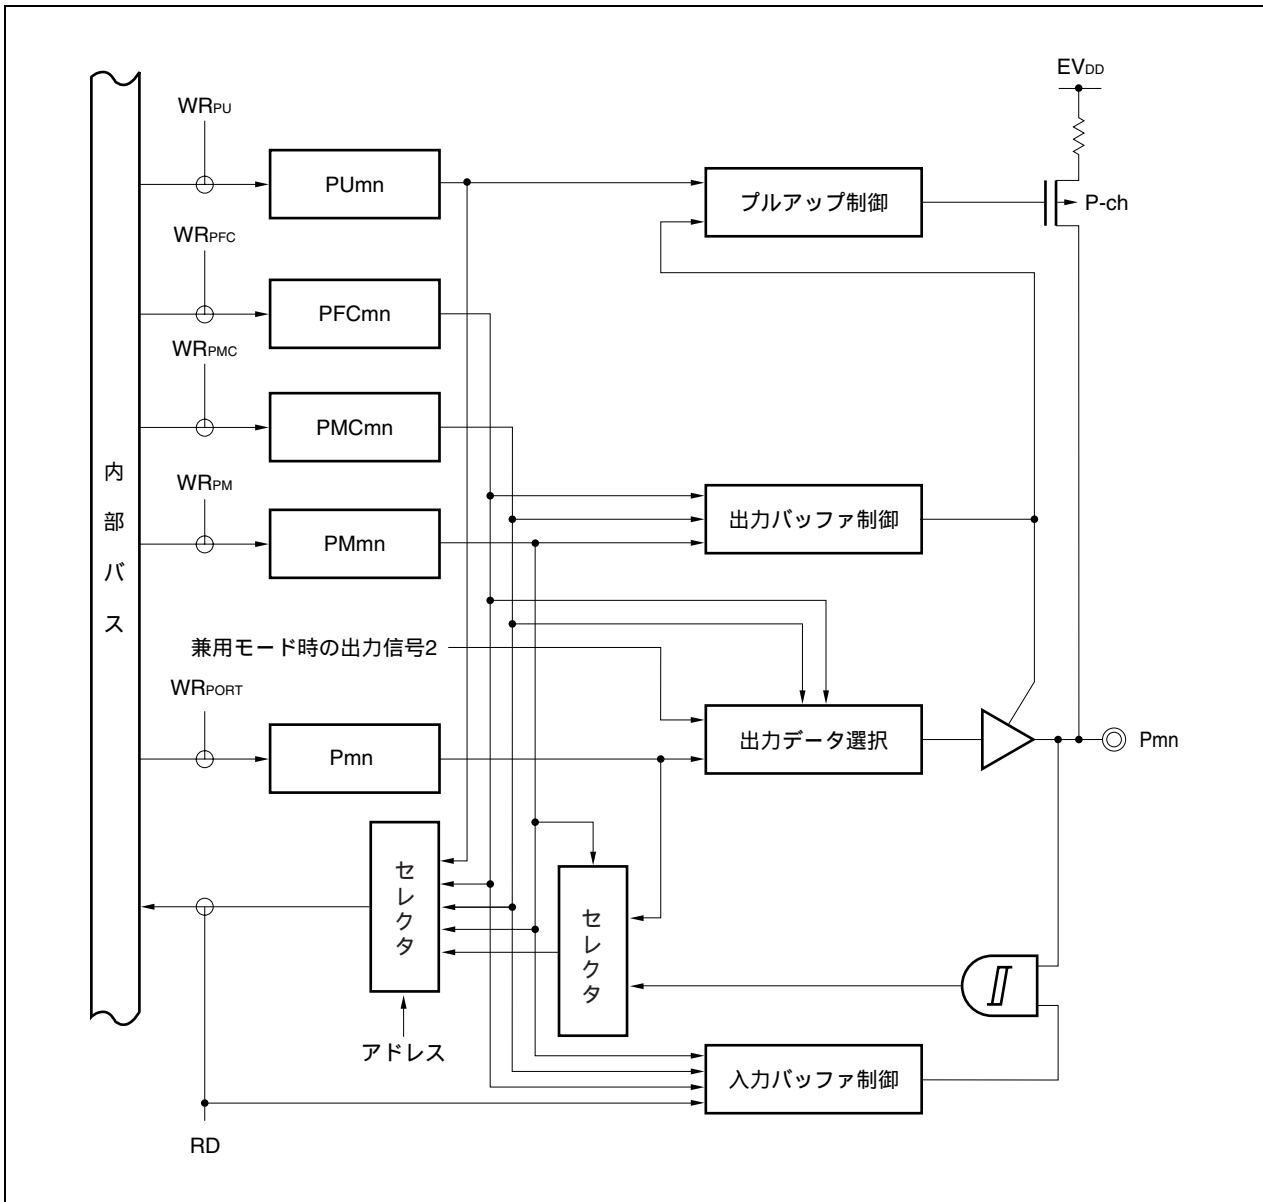 EVDD
WRPU
PUmn
プルアップ制御
P-ch
WRPFC
PFCmn
WRPMC
PMCmn
内部バス
WRPM
PMmn
出力バッファ制御
兼用モード時の出力信号2
WRPORT
Pmn
出力データ選択
Pmn
セレクタ
セレクタ
アドレス
入力バッファ制御
RD